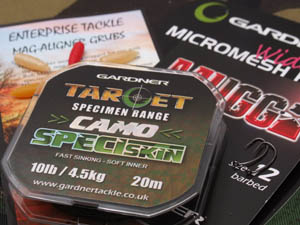 ENTERPRISE TACKLE
MAG-ALIGNER GRUBS
GARDNER
MICROMESH
GARDNER
TARGET
SPECIMEN RANGE
CAMO
SPECISKIN
FAST SINKING - SOFT INNER
10lb / 4.5kg 20m
www.gardnertackle.co.uk
size: 12
barbed